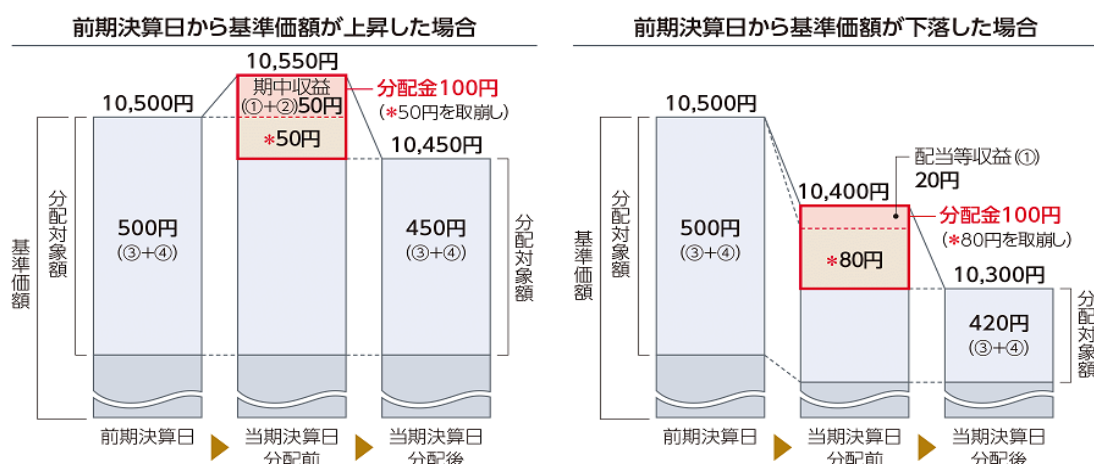 前期決算日から基準価額が上昇した場合
10,550円
期中収益
(①+②)50円
分配金100円
(*50円を取崩し)
10,500円
*50円
10,450円
分配対象額
基準価額
500円
(③+④)
450円
(③+④)
分配対象額
前期決算日
当期決算日
分配前
当期決算日
分配後
前期決算日から基準価額が下落した場合
10,500円
配当等収益(①)
20円
10,400円
分配金100円
(*80円を取崩し)
分配対象額
基準価額
500円
(③+④)
*80円
10,300円
420円
(③+④)
分配対象額
前期決算日
当期決算日
分配前
当期決算日
分配後